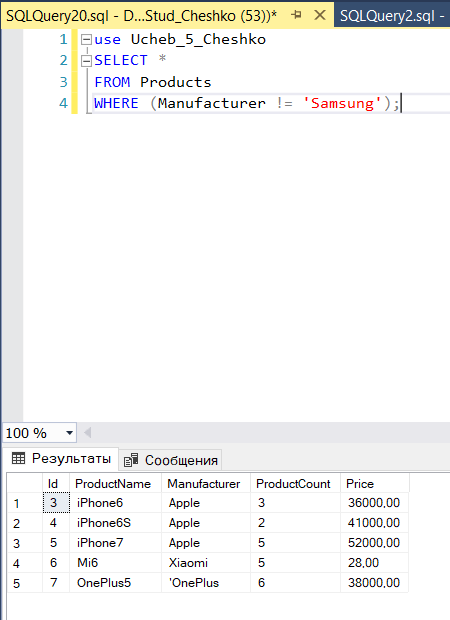 SQLQuery20.sql - D...Stud_Cheshko (53))* SQLQuery2.sql -
1 use Ucheb_5_Cheshko
2 SELECT *
3 FROM Products
4 WHERE (Manufacturer != 'Samsung');
100 %
Результаты Сообщения
Id ProductName Manufacturer ProductCount Price
1 3 iPhone6 Apple 3 36000,00
2 4 iPhone6S Apple 2 41000,00
3 5 iPhone7 Apple 5 52000,00
4 6 Mi6 Xiaomi 5 28,00
5 7 OnePlus5 'OnePlus 6 38000,00